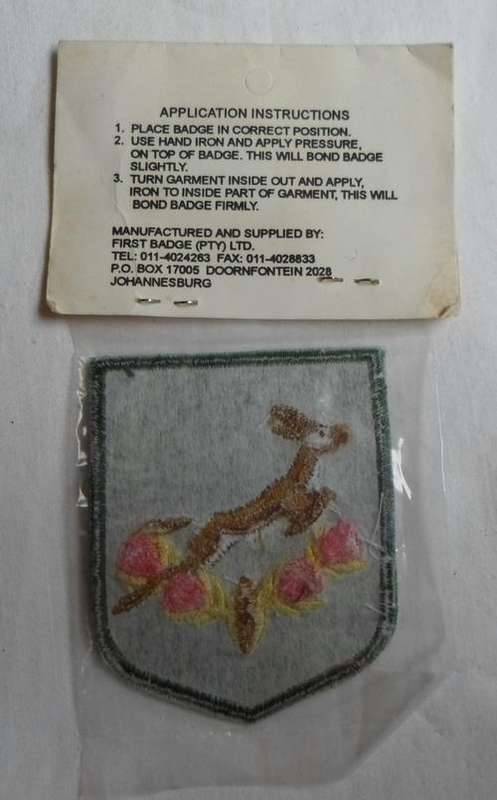 APPLICATION INSTRUCTIONS
1. PLACE BADGE IN CORRECT POSITION.
2. USE HAND IRON AND APPLY PRESSURE,
ON TOP OF BADGE. THIS WILL BOND BADGE
SLIGHTLY.
3. TURN GARMENT INSIDE OUT AND APPLY,
IRON TO INSIDE PART OF GARMENT, THIS WILL
BOND BADGE FIRMLY.
MANUFACTURED AND SUPPLIED BY:
FIRST BADGE (PTY) LTD.
TEL: 011-4024263 FAX: 011-4028833
P.O. BOX 17005 DOORNFONTEIN 2028
JOHANNESBURG